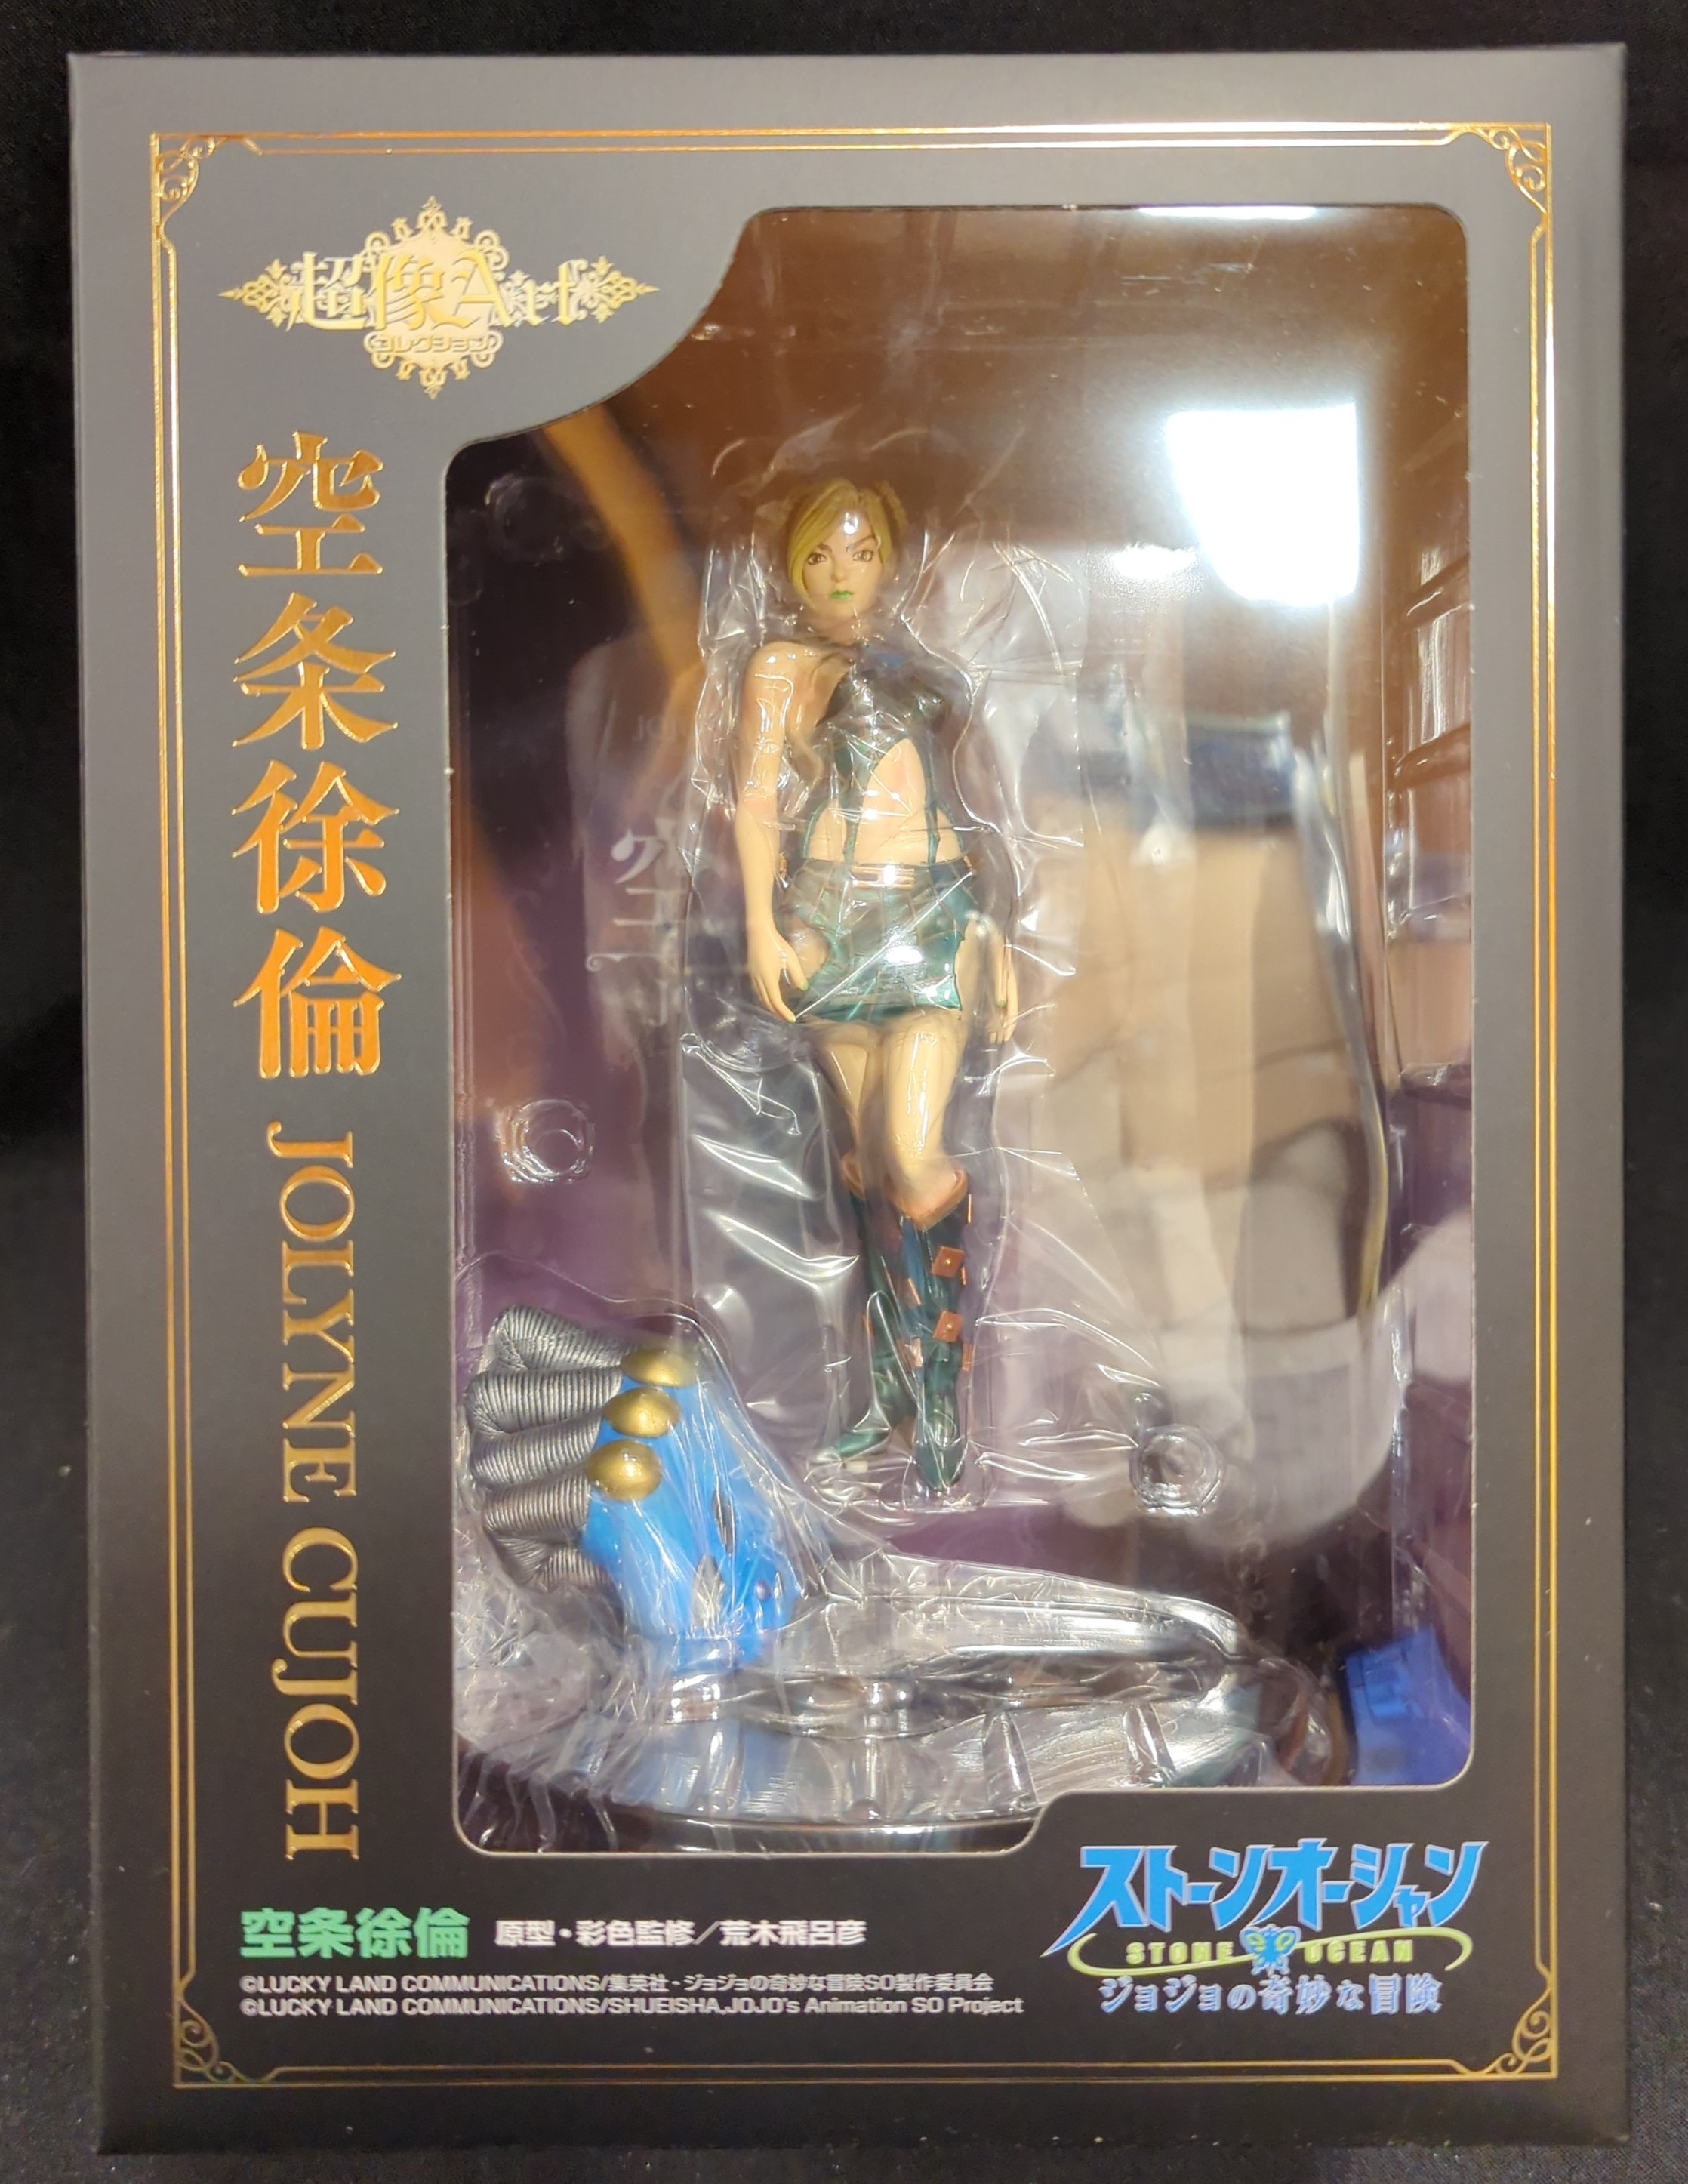 超像Art
コレクション
空条徐倫 JOLYNE CUJOH
空条徐倫 原型・彩色監修／荒木飛呂彦
©LUCKY LAND COMMUNICATIONS/集英社・ジョジョの奇妙な冒険SO製作委員会
©LUCKY LAND COMMUNICATIONS/SHUEISHA,JOJO's Animation SO Project
ストーンオーシャン
STONE OCEAN
ジョジョの奇妙な冒険